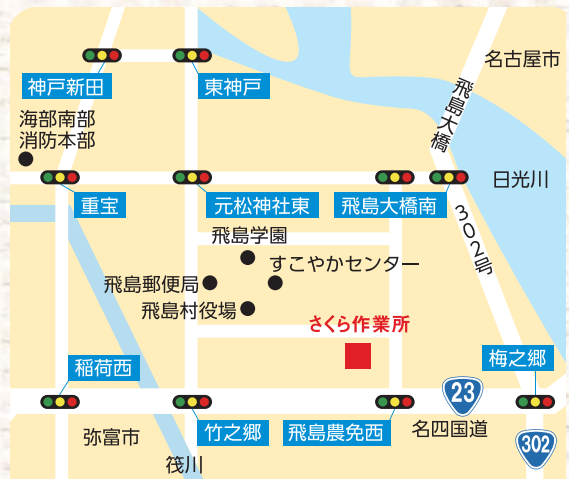 名古屋市
神戸新田
東神戸
飛島大橋
海部南部
消防本部
日光川
重宝
元松神社東
飛島大橋南
302号
飛島学園
すこやかセンター
飛島郵便局
飛島村役場
さくら作業所
稲荷西
梅之郷
23
弥富市
竹之郷
飛島農免西
名四国道
302
筏川